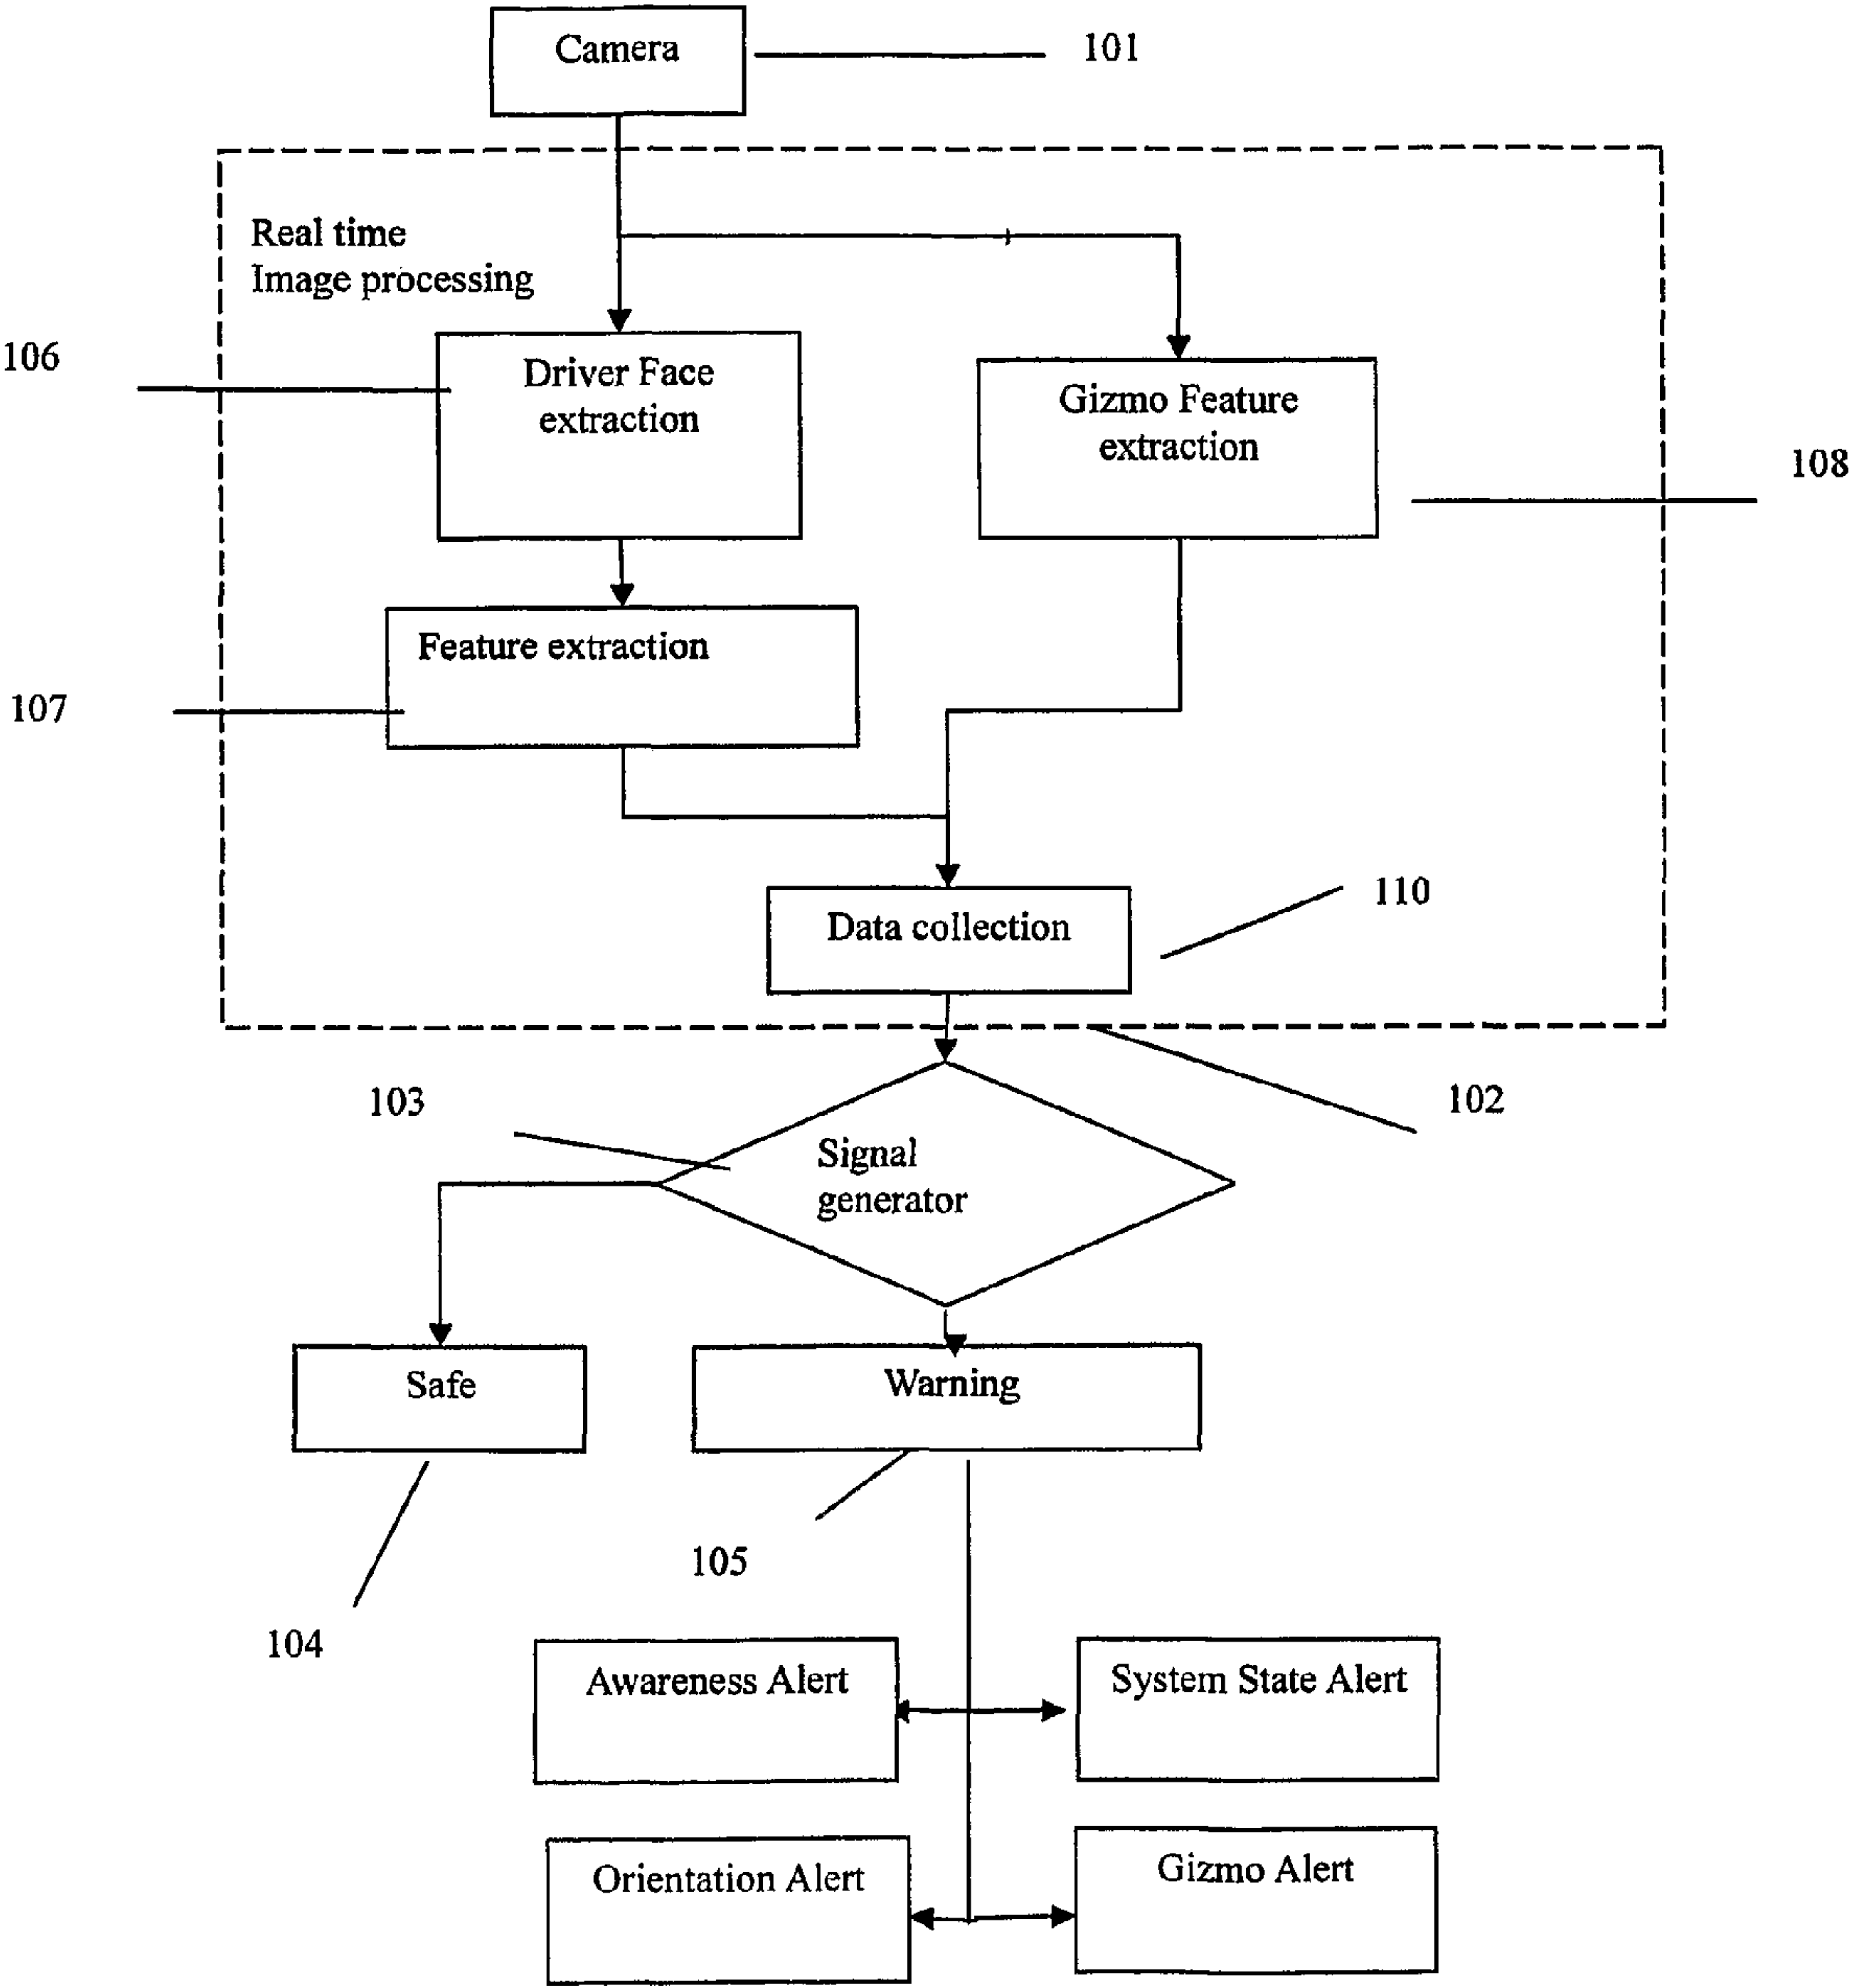 Camera
101
Real time
Image processing
106
Driver Face
extraction
Gizmo Feature
extraction
108
Feature extraction
107
Data collection
110
103
102
Signal
generator
Safe
Warning
105
104
Awareness Alert
System State Alert
Orientation Alert
Gizmo Alert